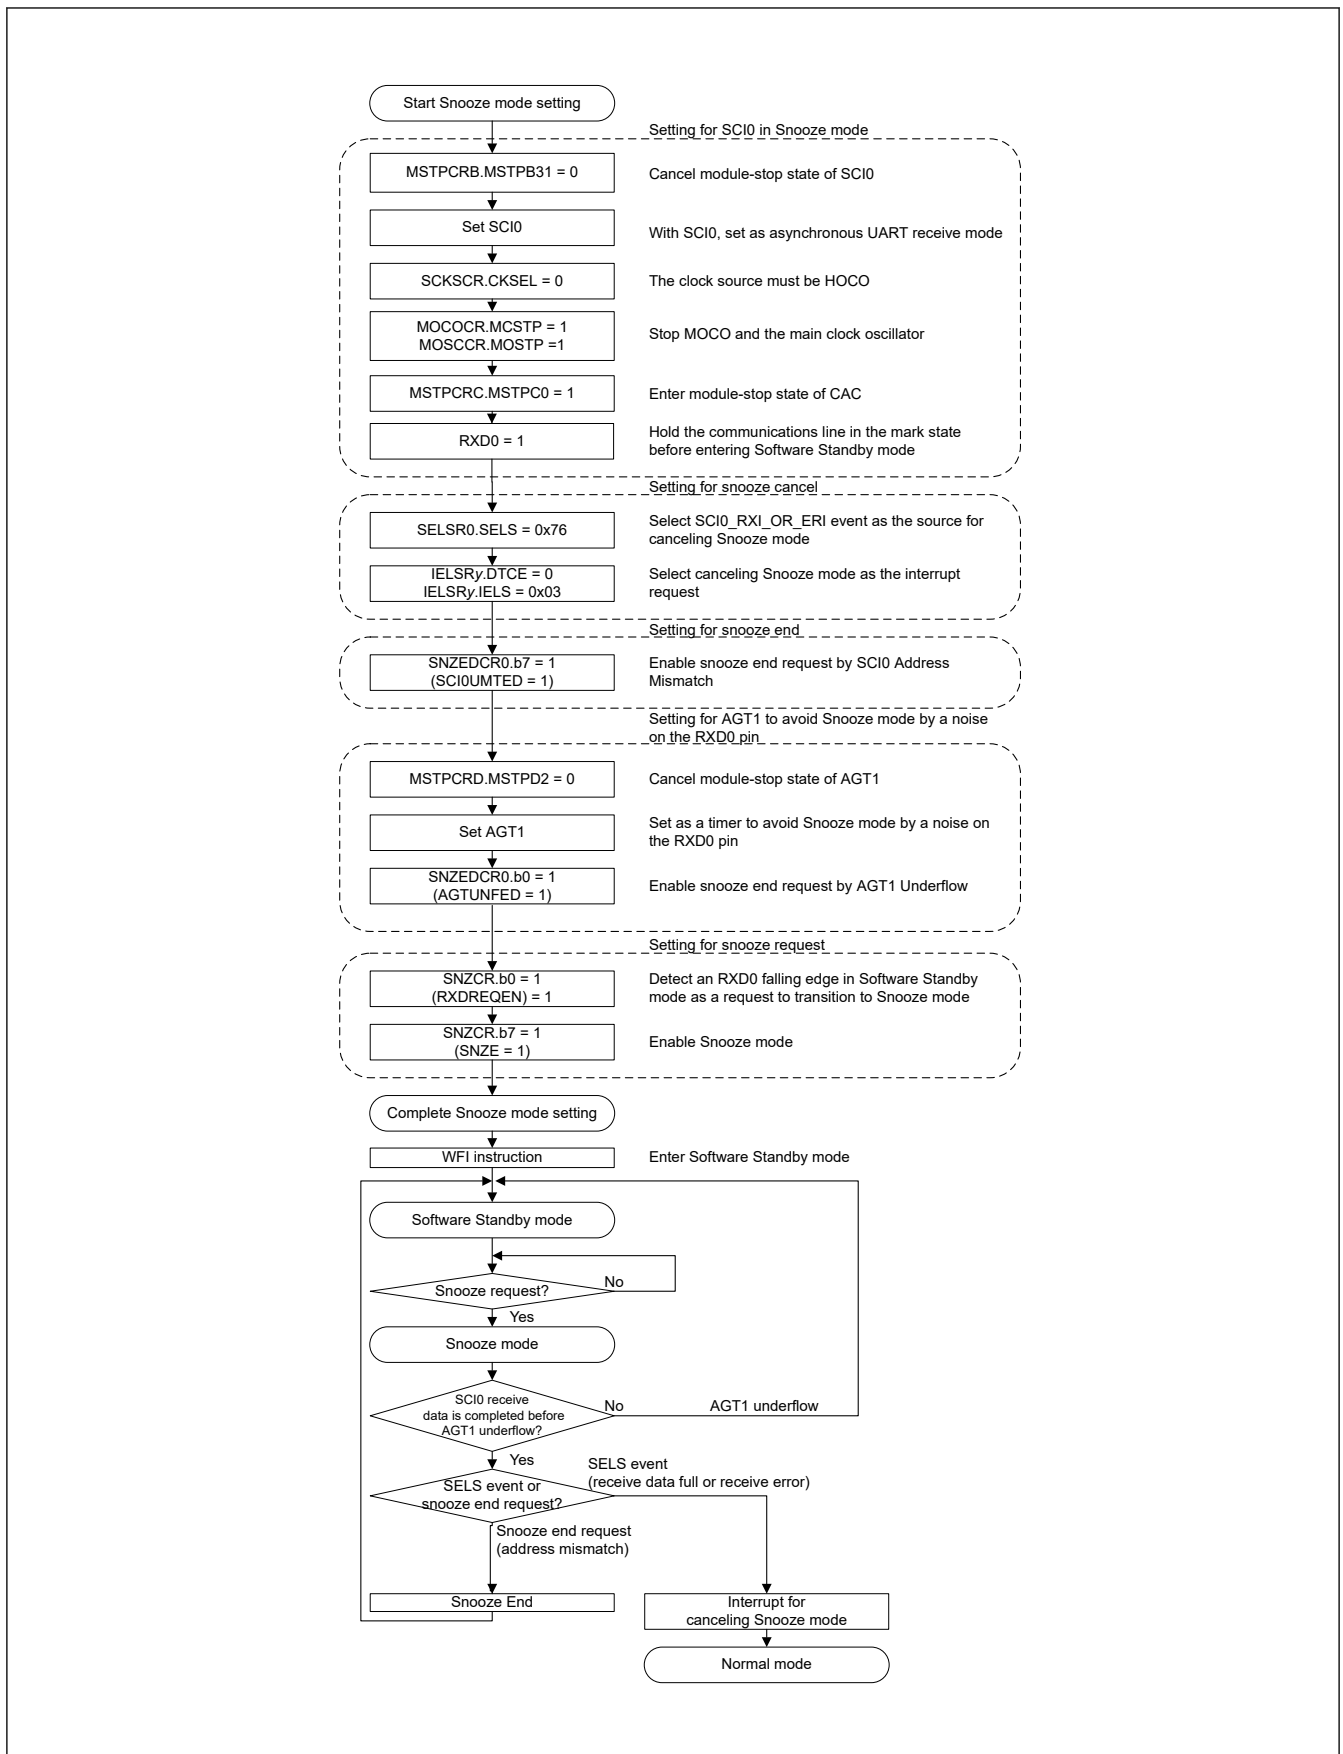 Start Snooze mode setting
Setting for SCI0 in Snooze mode
MSTPCRB.MSTPB31 = 0
Cancel module-stop state of SCI0
Set SCI0
With SCI0, set as asynchronous UART receive mode
SCKSCR.CKSEL = 0
The clock source must be HOCO
MOCOCR.MCSTP = 1
MOSCCR.MOSTP =1
Stop MOCO and the main clock oscillator
MSTPCRC.MSTPC0 = 1
Enter module-stop state of CAC
RXD0 = 1
Hold the communications line in the mark state
before entering Software Standby mode
Setting for snooze cancel
SELSR0.SELS = 0x76
Select SCI0_RXI_OR_ERI event as the source for
canceling Snooze mode
IELSRy.DTCE = 0
IELSRy.IELS = 0x03
Select canceling Snooze mode as the interrupt
request
Setting for snooze end
SNZEDCR0.b7 = 1
(SCI0UMTED = 1)
Enable snooze end request by SCI0 Address
Mismatch
Setting for AGT1 to avoid Snooze mode by a noise
on the RXD0 pin
MSTPCRD.MSTPD2 = 0
Cancel module-stop state of AGT1
Set AGT1
Set as a timer to avoid Snooze mode by a noise on
the RXD0 pin
SNZEDCR0.b0 = 1
(AGTUNFED = 1)
Enable snooze end request by AGT1 Underflow
Setting for snooze request
SNZCR.b0 = 1
(RXDREQEN) = 1
Detect an RXD0 falling edge in Software Standby
mode as a request to transition to Snooze mode
SNZCR.b7 = 1
(SNZE = 1)
Enable Snooze mode
Complete Snooze mode setting
WFI instruction
Enter Software Standby mode
Software Standby mode
Snooze request?
No
Yes
Snooze mode
SCI0 receive
data is completed before
AGT1 underflow?
No
AGT1 underflow
Yes
SELS event or
snooze end request?
SELS event
(receive data full or receive error)
Snooze end request
(address mismatch)
Snooze End
Interrupt for
canceling Snooze mode
Normal mode